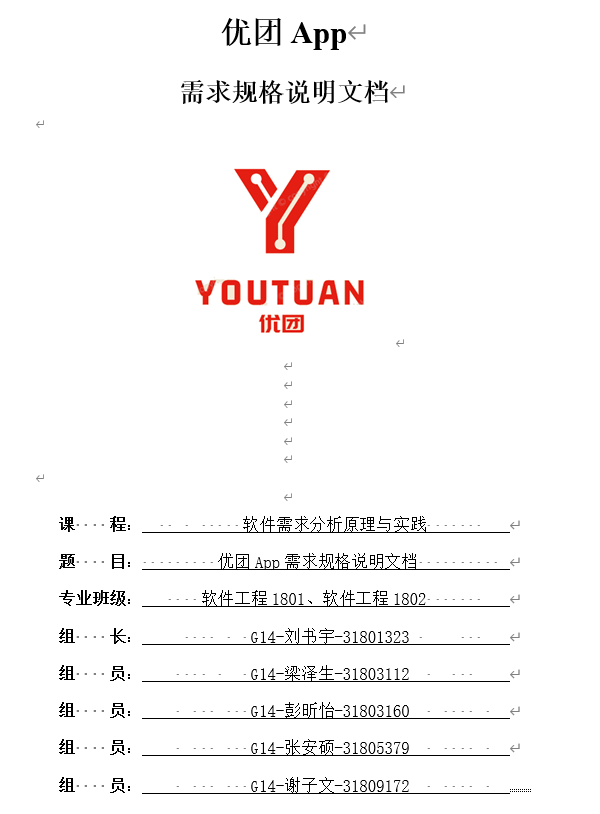 优团 App
需求规格说明文档
YOUTUAN
优团
课程：软件需求分析原理与实践
题目：优团 App 需求规格说明文档
专业班级：软件工程 1801、软件工程 1802
组长：G14-刘书宇-31801323
组员：G14-梁泽生-31803112
组员：G14-彭昕怡-31803160
组员：G14-张安硕-31805379
组员：G14-谢子文-31809172